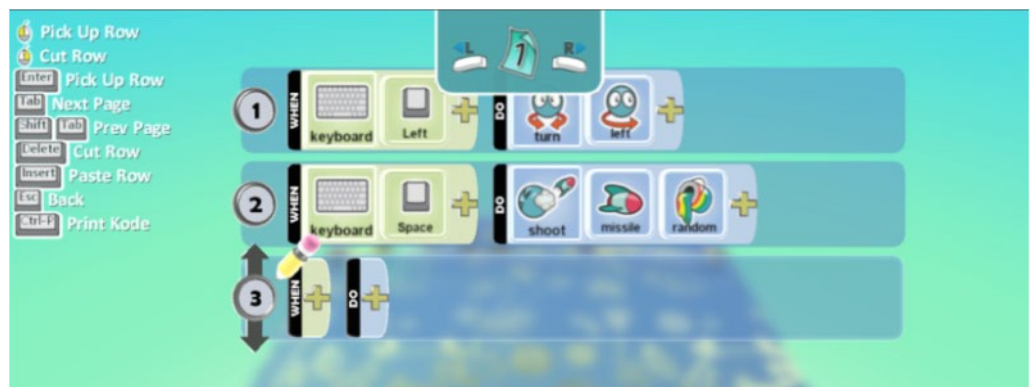 Pick Up Row
Cut Row
Enter Pick Up Row
Tab Next Page
Shift Tab Prev Page
Delete Cut Row
Insert Paste Row
Esc Back
Ctrl-P Print Kode
L 1 R
1 WHEN keyboard Left DO turn left
2 WHEN keyboard Space DO shoot missile random
3 WHEN DO